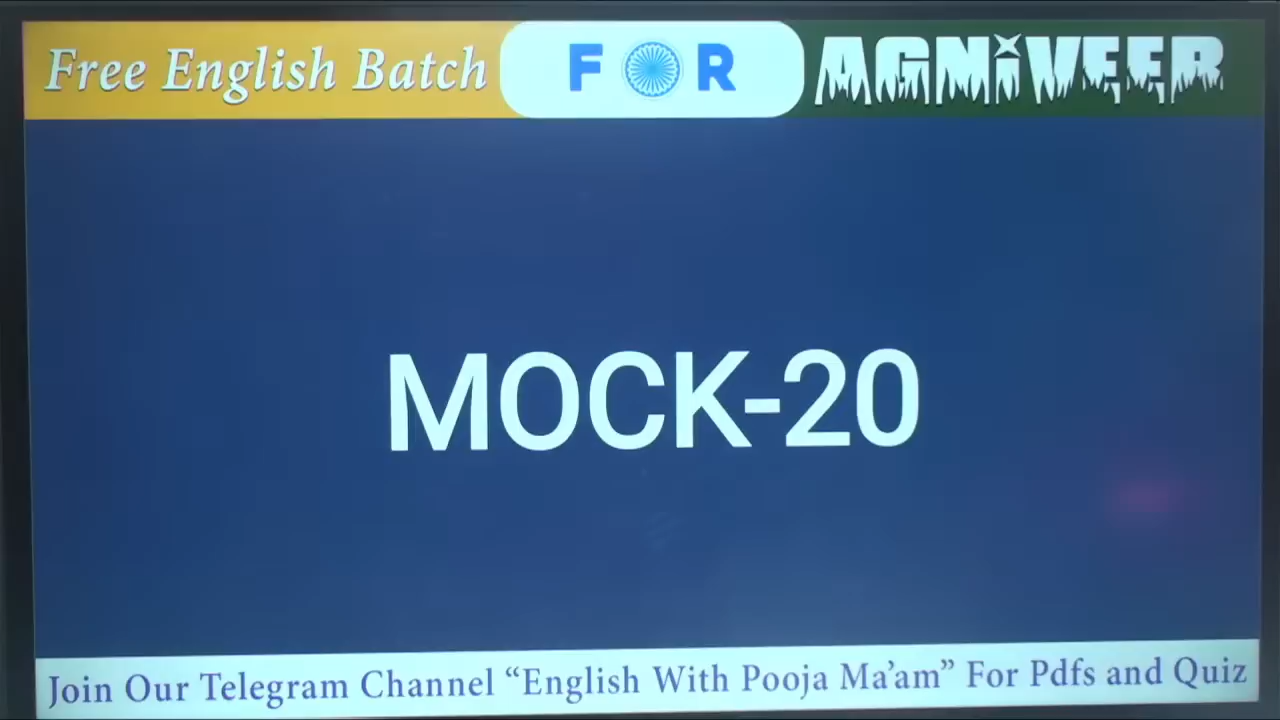 Free English Batch FOR AGNiVEER
MOCK-20
Join Our Telegram Channel “English With Pooja Ma’am” For Pdfs and Quiz